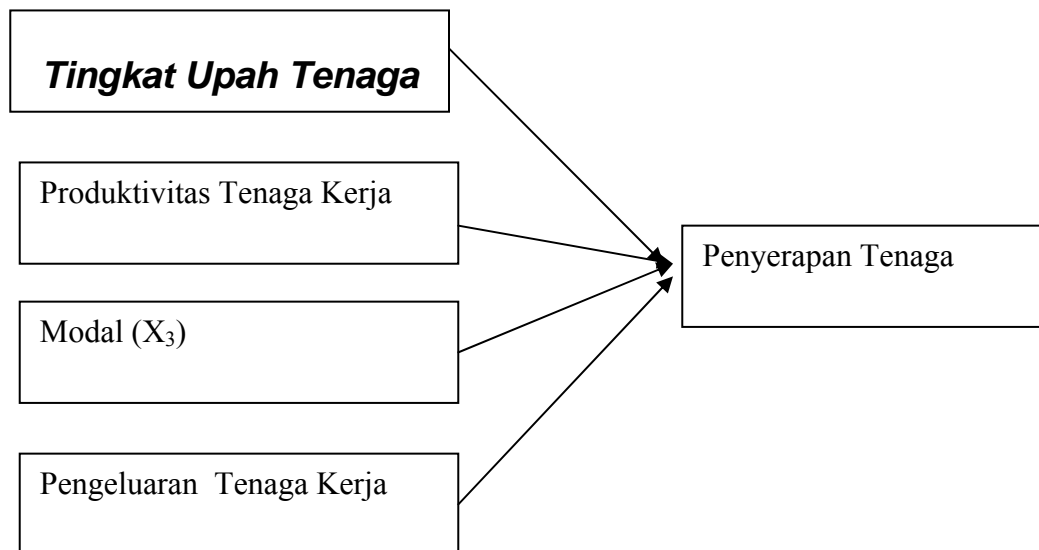 Tingkat Upah Tenaga
Produktivitas Tenaga Kerja
Penyerapan Tenaga
Modal (X₃)
Pengeluaran Tenaga Kerja